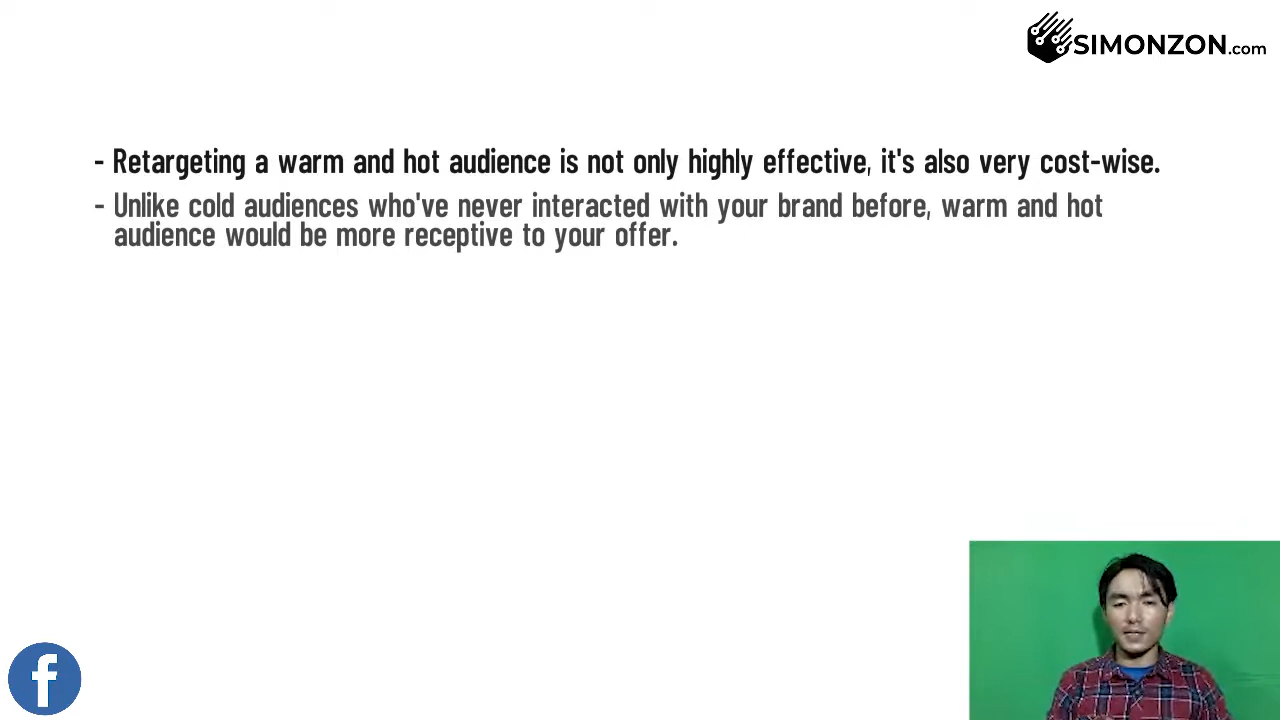 SIMONZON.com
- Retargeting a warm and hot audience is not only highly effective, it's also very cost-wise.
- Unlike cold audiences who've never interacted with your brand before, warm and hot
audience would be more receptive to your offer.
f